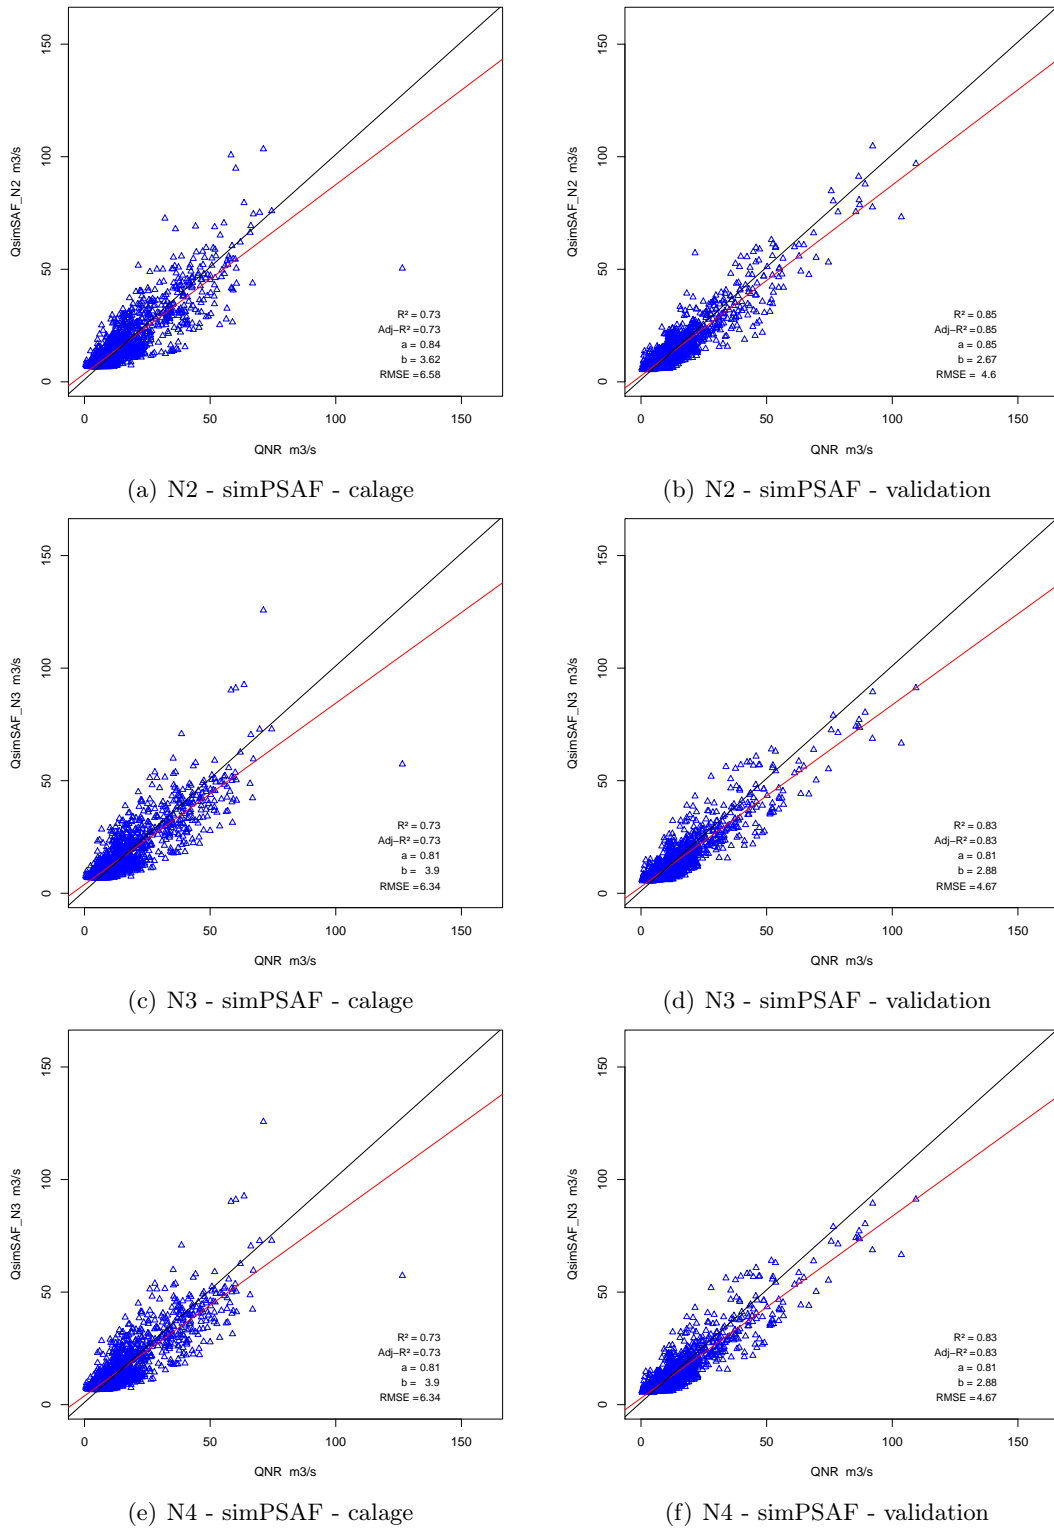 150
100
50
0
QsimSAF_N2 m3/s
R² = 0.73
Adj−R² = 0.73
a = 0.84
b = 3.62
RMSE = 6.58
0 50 100 150
QNR m3/s
(a) N2 - simPSAF - calage
150
100
50
0
QsimSAF_N2 m3/s
R² = 0.85
Adj−R² = 0.85
a = 0.85
b = 2.67
RMSE = 4.6
0 50 100 150
QNR m3/s
(b) N2 - simPSAF - validation
150
100
50
0
QsimSAF_N3 m3/s
R² = 0.73
Adj−R² = 0.73
a = 0.81
b = 3.9
RMSE = 6.34
0 50 100 150
QNR m3/s
(c) N3 - simPSAF - calage
150
100
50
0
QsimSAF_N3 m3/s
R² = 0.83
Adj−R² = 0.83
a = 0.81
b = 2.88
RMSE = 4.67
0 50 100 150
QNR m3/s
(d) N3 - simPSAF - validation
150
100
50
0
QsimSAF_N3 m3/s
R² = 0.73
Adj−R² = 0.73
a = 0.81
b = 3.9
RMSE = 6.34
0 50 100 150
QNR m3/s
(e) N4 - simPSAF - calage
150
100
50
0
QsimSAF_N3 m3/s
R² = 0.83
Adj−R² = 0.83
a = 0.81
b = 2.88
RMSE = 4.67
0 50 100 150
QNR m3/s
(f) N4 - simPSAF - validation